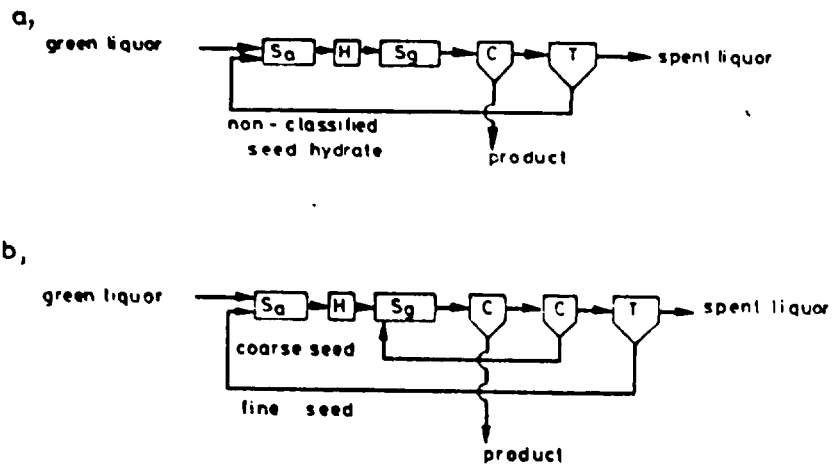 a,
green liquor
Sa H Sg C T
spent liquor
non-classified
seed hydrate
product
b,
green liquor
Sa H Sg C C T
spent liquor
coarse seed
fine seed
product